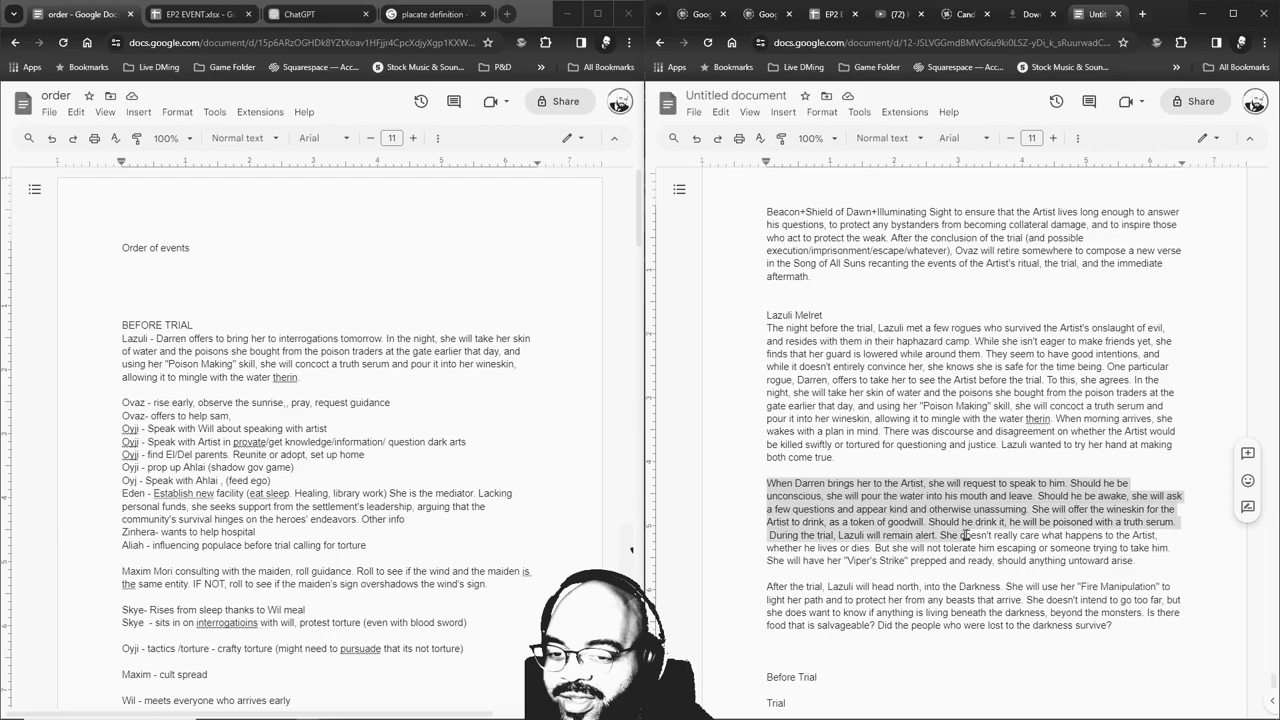 order - Google Doc
EP2 EVENT.xlsx - G
ChatGPT
placate definition -
Goog
Goog
EP2
(72)
Cand
Dow
Untit
docs.google.com/document/d/15p6ARzOGHDk8YZtXoav1HFjjr4CpcXdjyXgp1KXW...
docs.google.com/document/d/12-JSLVGGmdBMVG6u9ki0LSZ-yDi_k_sRuurwadC...
Apps
Bookmarks
Live DMing
Game Folder
Squarespace — Acc...
Stock Music & Soun...
P&D
All Bookmarks
Apps
Bookmarks
Live DMing
Game Folder
Squarespace — Acc...
Stock Music & Soun...
All Bookmarks
order
File Edit View Insert Format Tools Extensions Help
Share
100% Normal text Arial 11
Untitled document
File Edit View Insert Format Tools Extensions Help
Share
100% Normal text Arial 11
Order of events
BEFORE TRIAL
Lazuli - Darren offers to bring her to interrogations tomorrow. In the night, she will take her skin
of water and the poisons she bought from the poison traders at the gate earlier that day, and
using her "Poison Making" skill, she will concoct a truth serum and pour it into her wineskin,
allowing it to mingle with the water therin.
Ovaz - rise early, observe the sunrise,, pray, request guidance
Ovaz- offers to help sam,
Oyji - Speak with Will about speaking with artist
Oyji - Speak with Artist in provate/get knowledge/information/ question dark arts
Oyji - find El/Del parents. Reunite or adopt, set up home
Oyji - prop up Ahlai (shadow gov game)
Oyj - Speak with Ahlai , (feed ego)
Eden - Establish new facility (eat sleep. Healing, library work) She is the mediator. Lacking
personal funds, she seeks support from the settlement's leadership, arguing that the
community's survival hinges on the heroes' endeavors. Other info
Zinhera- wants to help hospital
Aliah - influencing populace before trial calling for torture
Maxim Mori consulting with the maiden, roll guidance. Roll to see if the wind and the maiden is
the same entity. IF NOT, roll to see if the maiden's sign overshadows the wind's sign.
Skye- Rises from sleep thanks to Wil meal
Skye - sits in on interrogatioins with will, protest torture (even with blood sword)
Oyji - tactics /torture - crafty torture (might need to pursuade that its not torture)
Maxim - cult spread
Wil - meets everyone who arrives early
Beacon+Shield of Dawn+Illuminating Sight to ensure that the Artist lives long enough to answer
his questions, to protect any bystanders from becoming collateral damage, and to inspire those
who act to protect the weak. After the conclusion of the trial (and possible
execution/imprisonment/escape/whatever), Ovaz will retire somewhere to compose a new verse
in the Song of All Suns recanting the events of the Artist's ritual, the trial, and the immediate
aftermath.
Lazuli Melret
The night before the trial, Lazuli met a few rogues who survived the Artist's onslaught of evil,
and resides with them in their haphazard camp. While she isn't eager to make friends yet, she
finds that her guard is lowered while around them. They seem to have good intentions, and
while it doesn't entirely convince her, she knows she is safe for the time being. One particular
rogue, Darren, offers to take her to see the Artist before the trial. To this, she agrees. In the
night, she will take her skin of water and the poisons she bought from the poison traders at the
gate earlier that day, and using her "Poison Making" skill, she will concoct a truth serum and
pour it into her wineskin, allowing it to mingle with the water therin. When morning arrives, she
wakes with a plan in mind. There was discourse and disagreement on whether the Artist would
be killed swiftly or tortured for questioning and justice. Lazuli wanted to try her hand at making
both come true.
When Darren brings her to the Artist, she will request to speak to him. Should he be
unconscious, she will pour the water into his mouth and leave. Should he be awake, she will ask
a few questions and appear kind and otherwise unassuming. She will offer the wineskin for the
Artist to drink, as a token of goodwill. Should he drink it, he will be poisoned with a truth serum.
During the trial, Lazuli will remain alert. She doesn't really care what happens to the Artist,
whether he lives or dies. But she will not tolerate him escaping or someone trying to take him.
She will have her "Viper's Strike" prepped and ready, should anything untoward arise.
After the trial, Lazuli will head north, into the Darkness. She will use her "Fire Manipulation" to
light her path and to protect her from any beasts that arrive. She doesn't intend to go too far, but
she does want to know if anything is living beneath the darkness, beyond the monsters. Is there
food that is salvageable? Did the people who were lost to the darkness survive?
Before Trial
Trial